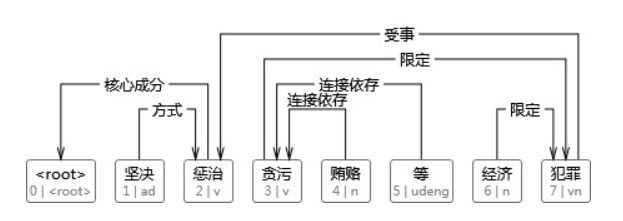 受事
限定
核心成分 连接依存
方式 连接依存 限定
<root> 坚决 惩治 贪污 贿赂 等 经济 犯罪
0 | <root> 1 | ad 2 | v 3 | v 4 | n 5 | udeng 6 | n 7 | vn